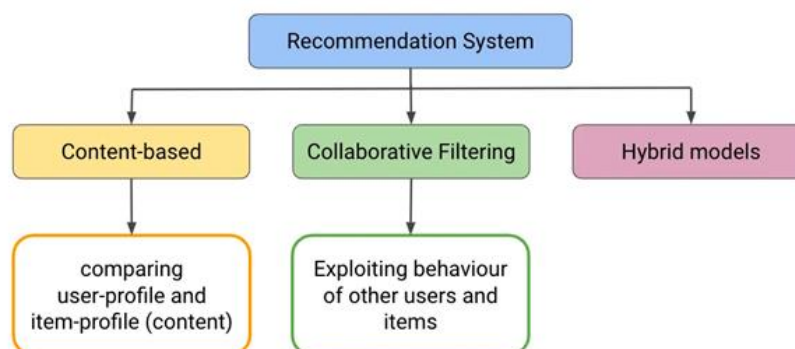 Recommendation System
Content-based
Collaborative Filtering
Hybrid models
comparing
user-profile and
item-profile (content)
Exploiting behaviour
of other users and
items